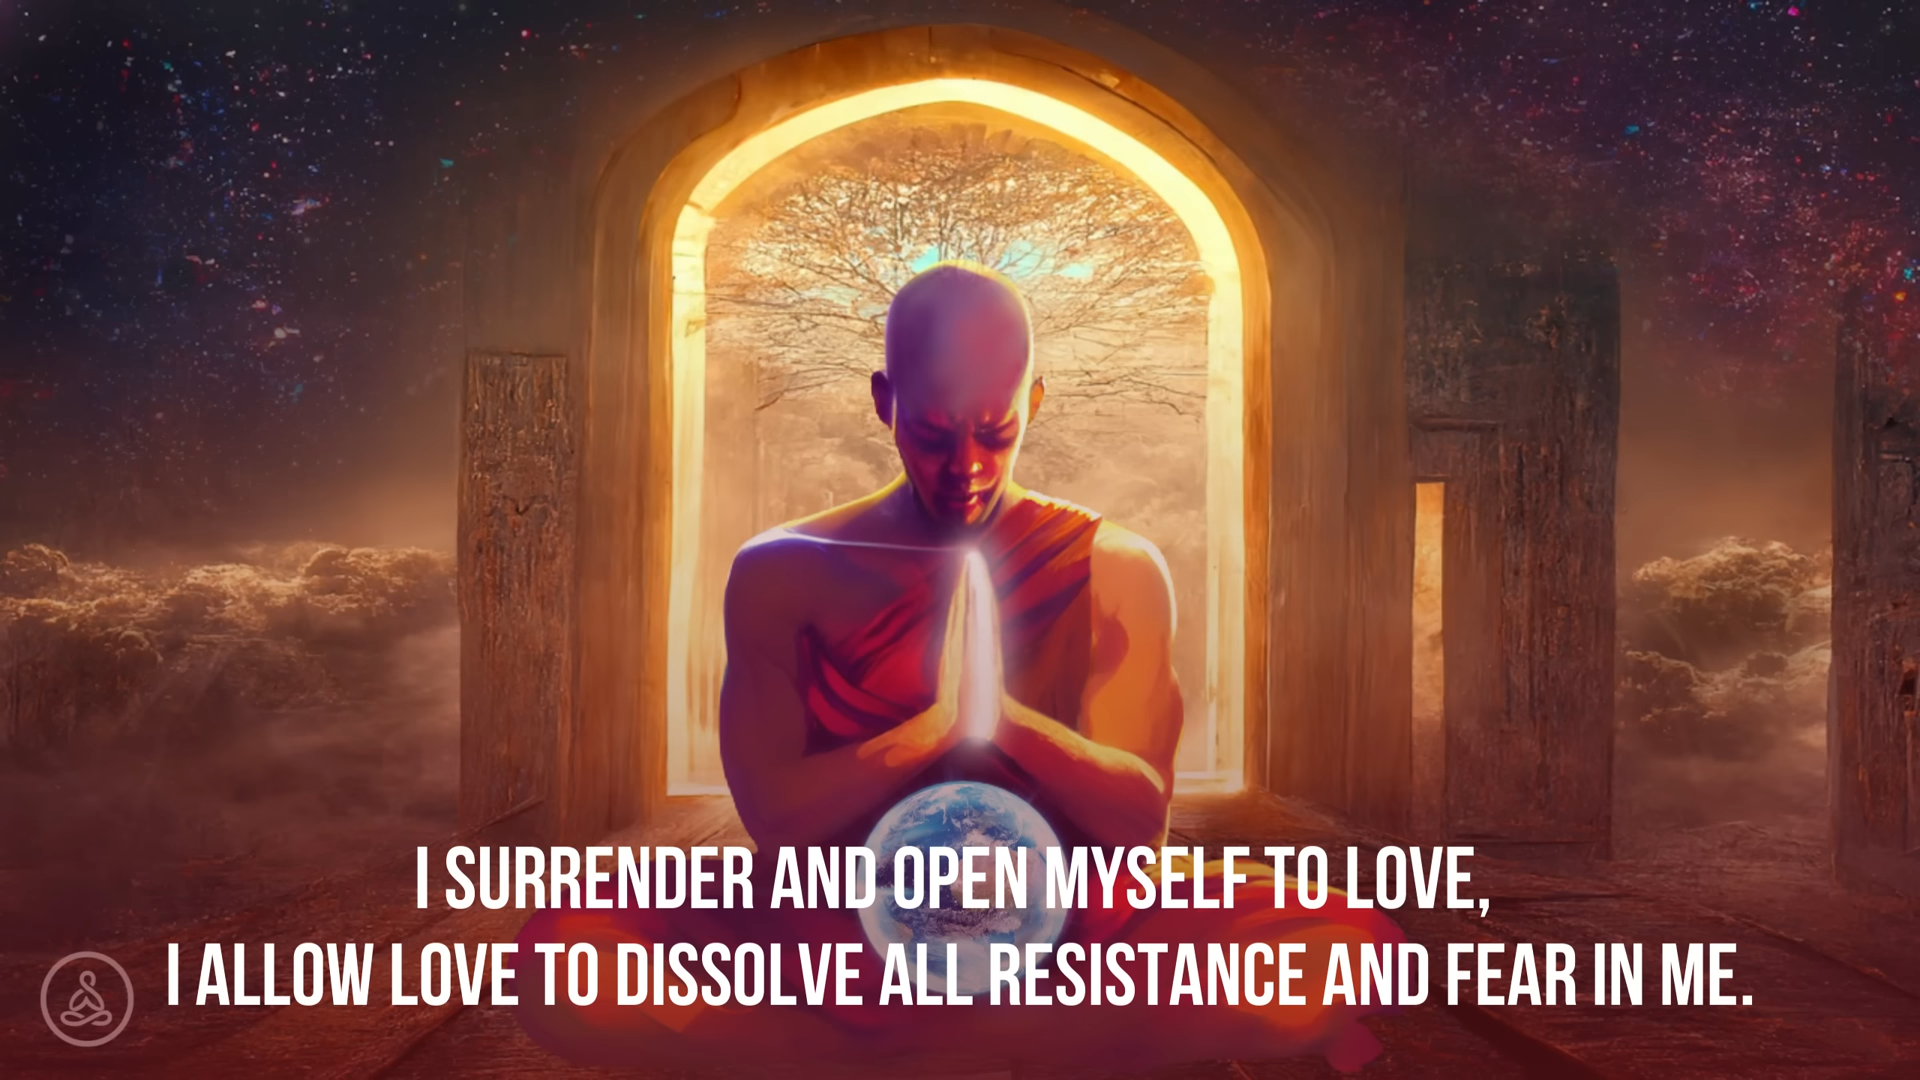 I SURRENDER AND OPEN MYSELF TO LOVE,
I ALLOW LOVE TO DISSOLVE ALL RESISTANCE AND FEAR IN ME.